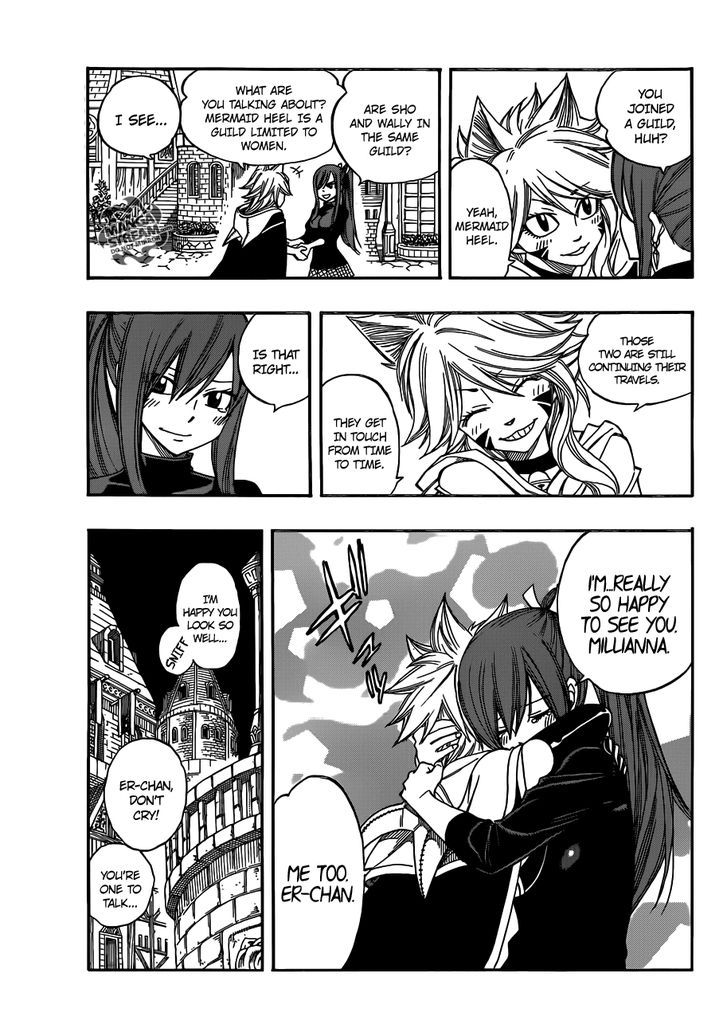 YOU
JOINED
A GUILD,
HUH?
YEAH,
MERMAID
HEEL.
ARE SHO
AND WALLY IN
THE SAME
GUILD?
WHAT ARE
YOU TALKING ABOUT?
MERMAID HEEL IS A
GUILD LIMITED TO
WOMEN.
I SEE...
THOSE
TWO ARE STILL
CONTINUING THEIR
TRAVELS.
THEY GET
IN TOUCH
FROM TIME
TO TIME.
IS THAT
RIGHT...
I'M...REALLY
SO HAPPY
TO SEE YOU.
MILLIANNA.
ME TOO.
ER-CHAN.
I'M
HAPPY YOU
LOOK SO
WELL...
SNIFF
ER-CHAN,
DON'T
CRY!
YOU'RE
ONE TO
TALK...